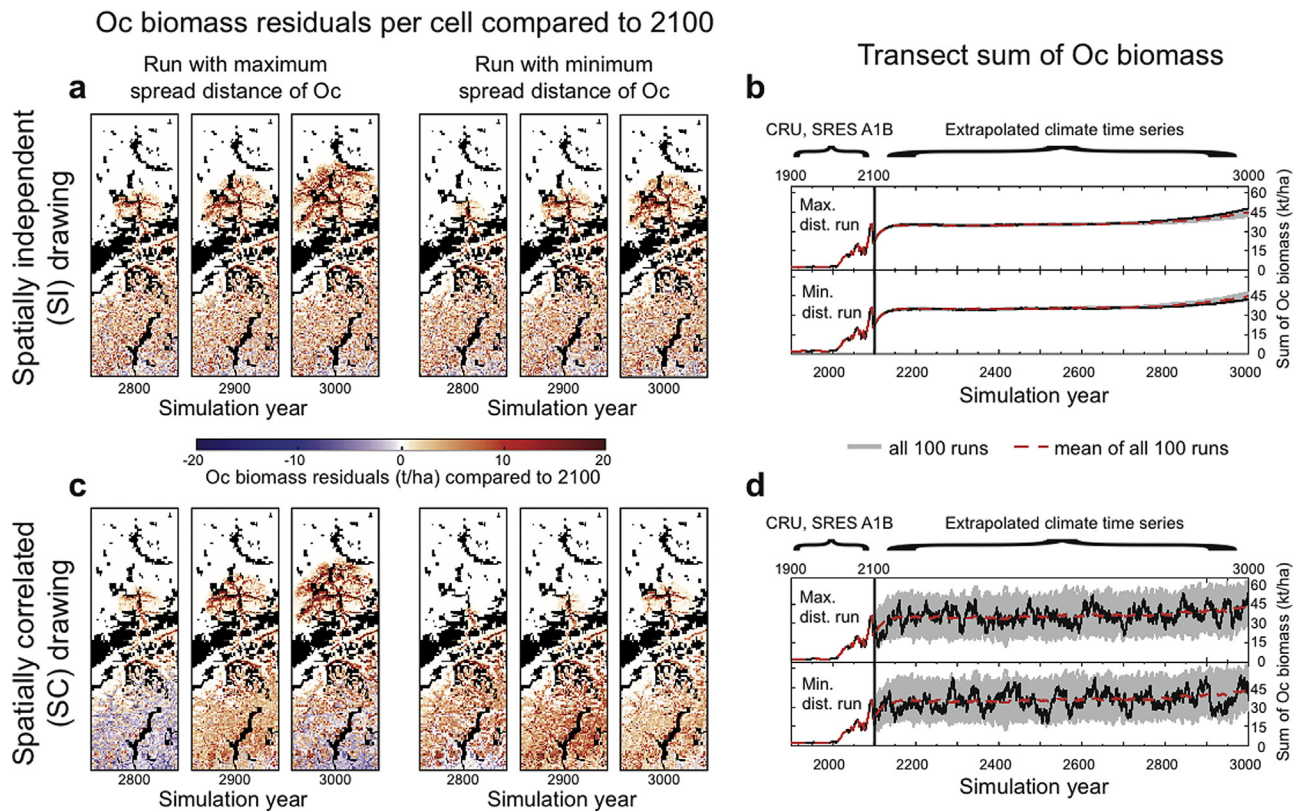 Oc biomass residuals per cell compared to 2100
Transect sum of Oc biomass
a
Run with maximum
spread distance of Oc
Run with minimum
spread distance of Oc
b
Spatially independent
(SI) drawing
2800
2900
3000
2800
2900
3000
Simulation year
Simulation year
CRU, SRES A1B
Extrapolated climate time series
1900
2100
3000
Max.
dist. run
60
45
30
15
0
Min.
dist. run
45
30
15
0
Sum of Oc biomass (kt/ha)
2000
2200
2400
2600
2800
3000
Simulation year
-20
-10
0
10
20
Oc biomass residuals (t/ha) compared to 2100
all 100 runs
mean of all 100 runs
c
d
Spatially correlated
(SC) drawing
2800
2900
3000
2800
2900
3000
Simulation year
Simulation year
CRU, SRES A1B
Extrapolated climate time series
1900
2100
3000
Max.
dist. run
60
45
30
15
0
Min.
dist. run
45
30
15
0
Sum of Oc biomass (kt/ha)
2000
2200
2400
2600
2800
3000
Simulation year